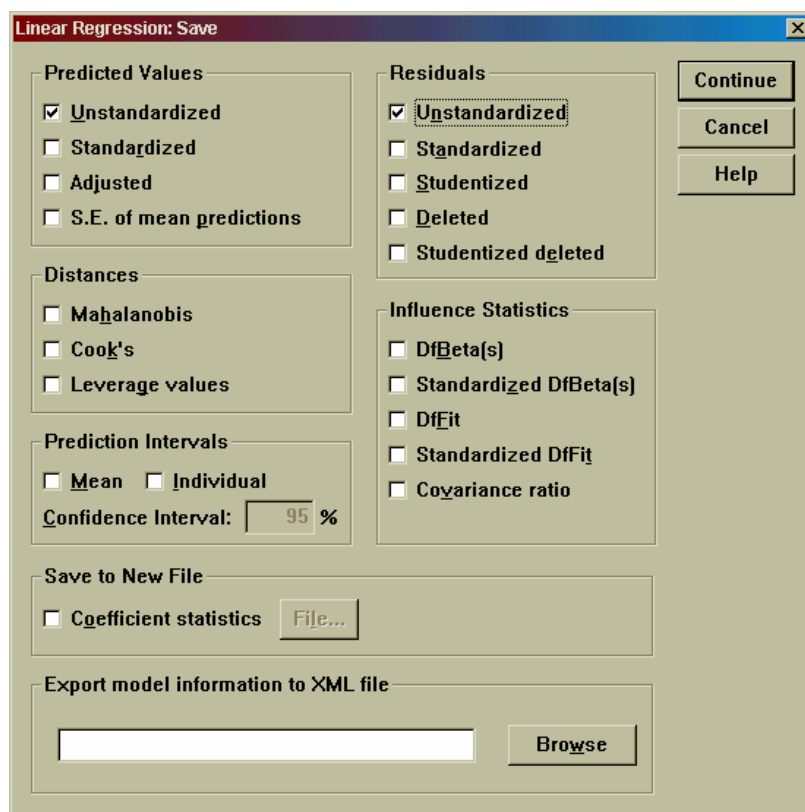 Linear Regression: Save
Predicted Values
Unstandardized
Standardized
Adjusted
S.E. of mean predictions
Distances
Mahalanobis
Cook's
Leverage values
Prediction Intervals
Mean Individual
Confidence Interval: 95 %
Residuals
Unstandardized
Standardized
Studentized
Deleted
Studentized deleted
Influence Statistics
DfBeta(s)
Standardized DfBeta(s)
DfFit
Standardized DfFit
Covariance ratio
Continue
Cancel
Help
Save to New File
Coefficient statistics File...
Export model information to XML file
Browse